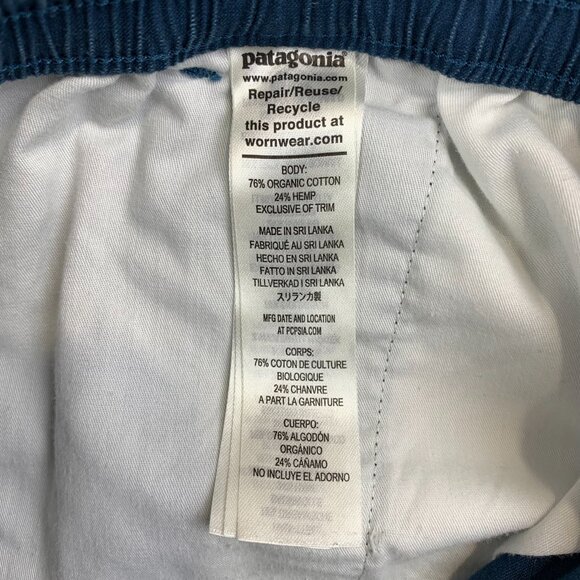 patagonia®
www.patagonia.com
Repair/Reuse/
Recycle
this product at
wornwear.com
BODY:
76% ORGANIC COTTON
24% HEMP
EXCLUSIVE OF TRIM
MADE IN SRI LANKA
FABRIQUÉ AU SRI LANKA
HECHO EN SRI LANKA
FATTO IN SRI LANKA
TILLVERKAD I SRI LANKA
スリランカ製
MFG DATE AND LOCATION
AT PCPSIA.COM
CORPS:
76% COTON DE CULTURE
BIOLOGIQUE
24% CHANVRE
A PART LA GARNITURE
CUERPO:
76% ALGODÓN
ORGÁNICO
24% CÁÑAMO
NO INCLUYE EL ADORNO